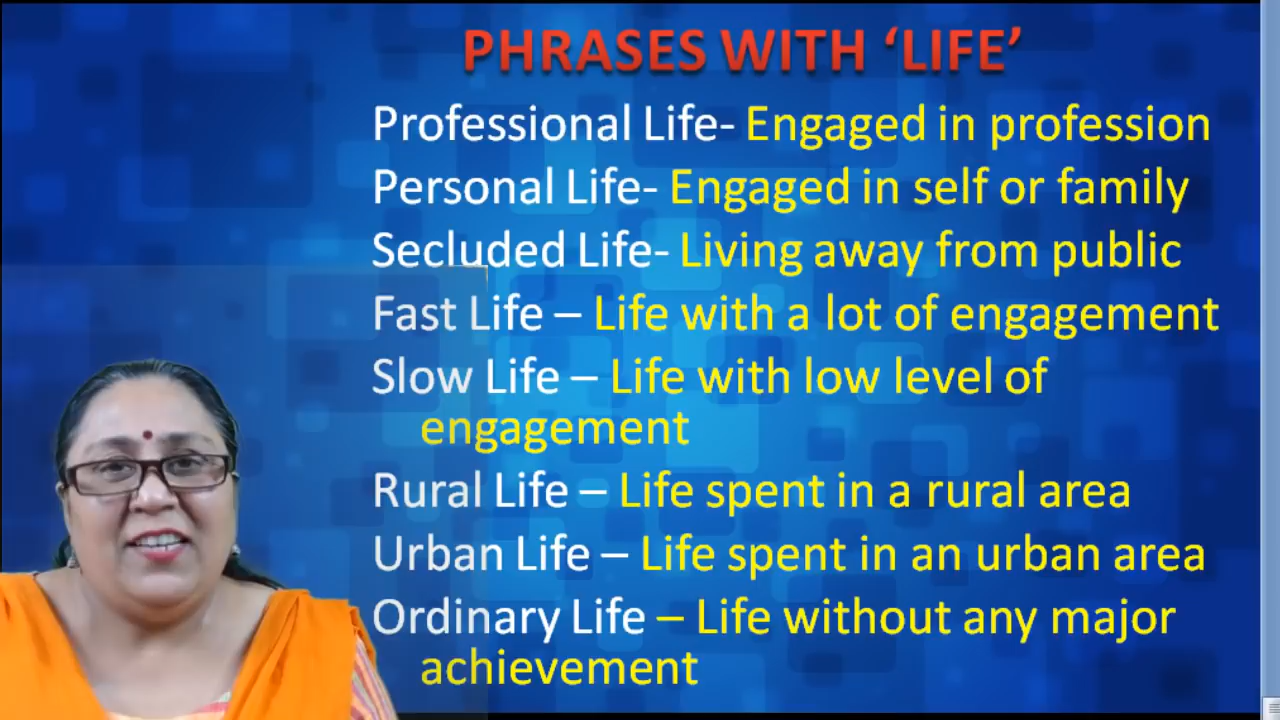 PHRASES WITH ‘LIFE’
Professional Life- Engaged in profession
Personal Life- Engaged in self or family
Secluded Life- Living away from public
Fast Life – Life with a lot of engagement
Slow Life – Life with low level of
engagement
Rural Life – Life spent in a rural area
Urban Life – Life spent in an urban area
Ordinary Life – Life without any major
achievement